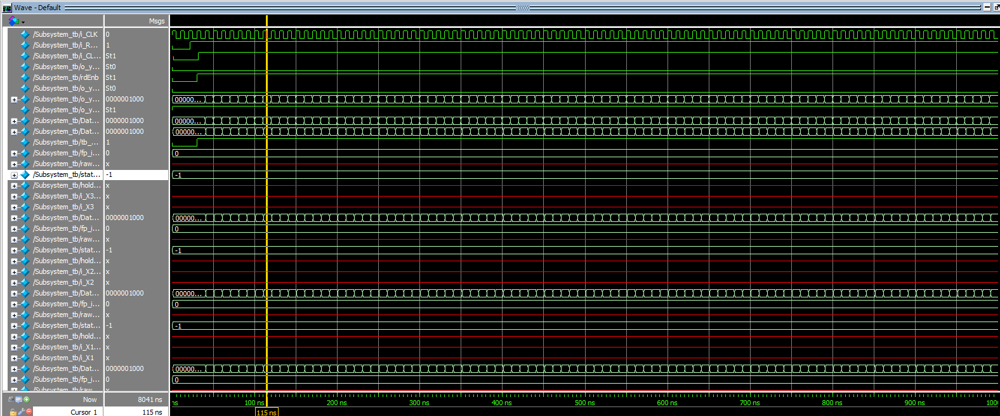 Wave - Default
Msgs
/Subsystem_tb/i_CLK 0
/Subsystem_tb/i_R... 1
/Subsystem_tb/i_CL... St1
/Subsystem_tb/o_y... St0
/Subsystem_tb/rdEnb St1
/Subsystem_tb/o_y... St0
/Subsystem_tb/o_y... 0000001000 00000...
/Subsystem_tb/o_y... St1
/Subsystem_tb/Dat... 0000001000 00000...
/Subsystem_tb/Dat... 0000001000 00000...
/Subsystem_tb/tb_... 1
/Subsystem_tb/fp_i... 0 0
/Subsystem_tb/raw... x
/Subsystem_tb/stat... -1 -1
/Subsystem_tb/hold... x
/Subsystem_tb/i_X3... x
/Subsystem_tb/i_X3 x
/Subsystem_tb/Dat... 0000001000 00000...
/Subsystem_tb/fp_i... 0 0
/Subsystem_tb/raw... x
/Subsystem_tb/stat... -1 -1
/Subsystem_tb/hold... x
/Subsystem_tb/i_X2... x
/Subsystem_tb/i_X2 x
/Subsystem_tb/Dat... 0000001000 00000...
/Subsystem_tb/fp_i... 0 0
/Subsystem_tb/raw... x
/Subsystem_tb/stat... -1 -1
/Subsystem_tb/hold... x
/Subsystem_tb/i_X1... x
/Subsystem_tb/i_X1 x
/Subsystem_tb/Dat... 0000001000 00000...
/Subsystem_tb/fp_i... 0 0
/Subsystem_tb/raw... x
Now 8041 ns ns 100 ns 200 ns 300 ns 400 ns 500 ns 600 ns 700 ns 800 ns 900 ns 100
Cursor 1 115 ns 115 ns